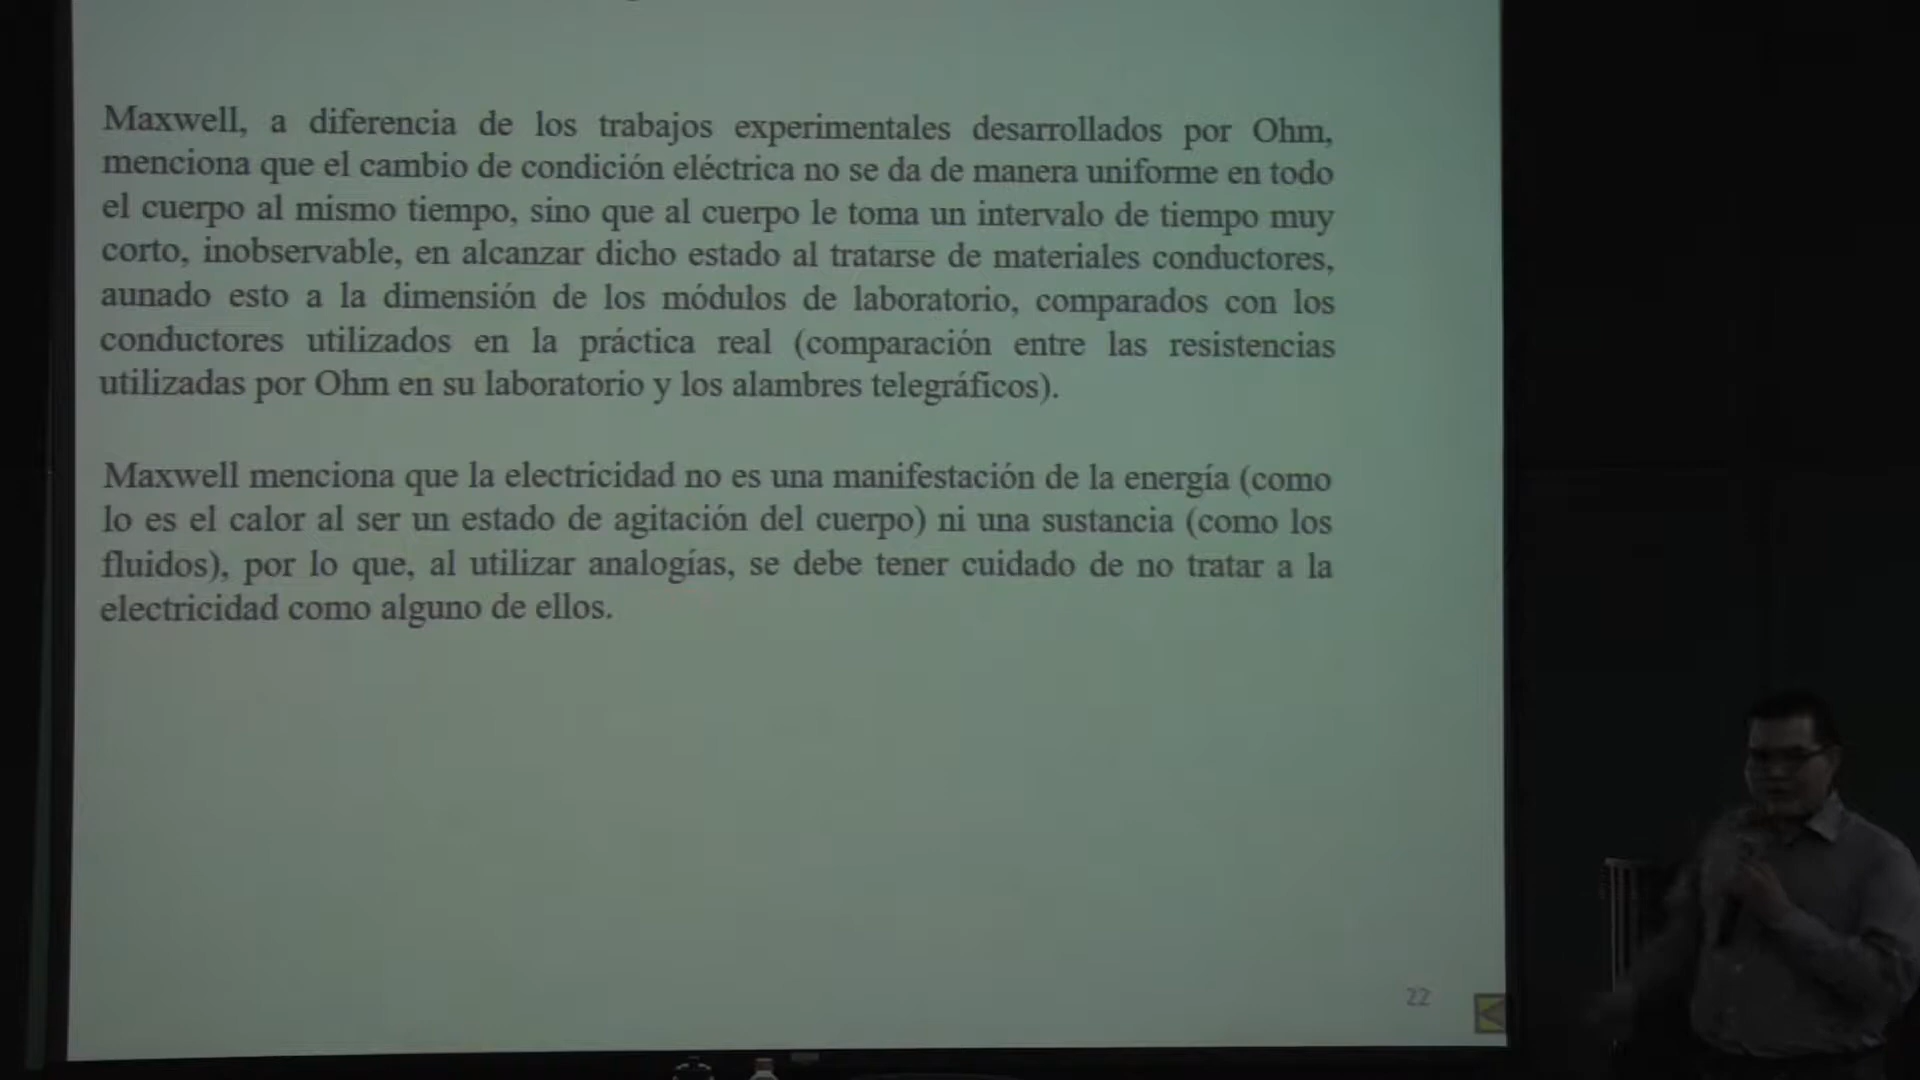 Maxwell, a diferencia de los trabajos experimentales desarrollados por Ohm,
menciona que el cambio de condición eléctrica no se da de manera uniforme en todo
el cuerpo al mismo tiempo, sino que al cuerpo le toma un intervalo de tiempo muy
corto, inobservable, en alcanzar dicho estado al tratarse de materiales conductores,
aunado esto a la dimensión de los módulos de laboratorio, comparados con los
conductores utilizados en la práctica real (comparación entre las resistencias
utilizadas por Ohm en su laboratorio y los alambres telegráficos).
Maxwell menciona que la electricidad no es una manifestación de la energía (como
lo es el calor al ser un estado de agitación del cuerpo) ni una sustancia (como los
fluidos), por lo que, al utilizar analogías, se debe tener cuidado de no tratar a la
electricidad como alguno de ellos.
22